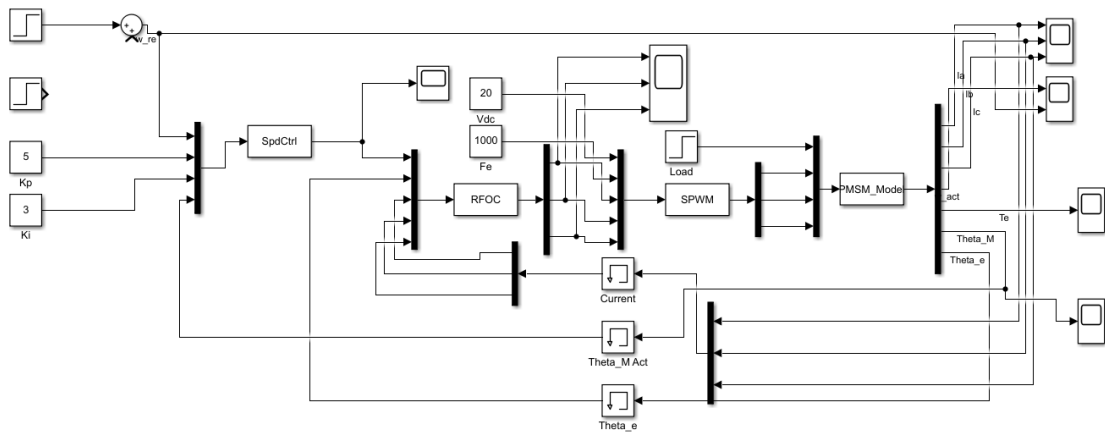 w_re
Ia
Ib
Ic
20
Vdc
1000
Fe
SpdCtrl
Load
5
Kp
3
Ki
RFOC
SPWM
PMSM_Mode
_act
Te
Theta_M
Theta_e
Current
Theta_M Act
Theta_e